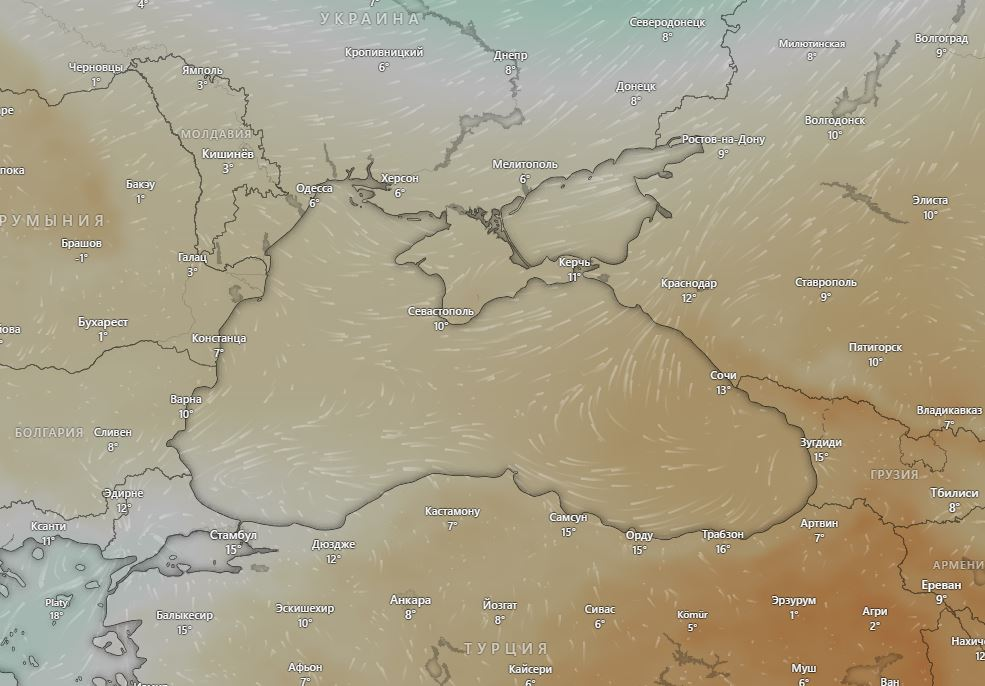 4°
7°
УКРАИНА
Северодонецк
8°
Кропивницкий
6°
Днепр
8°
Милютинская
8°
Волгоград
9°
Черновцы
1°
Ямполь
3°
Донецк
8°
Волгодонск
10°
МОЛДАВИЯ
Кишинёв
3°
Ростов-на-Дону
9°
Мелитополь
6°
Бакэу
1°
Одесса
6°
Херсон
6°
Элиста
10°
РУМЫНИЯ
Брашов
-1°
Галац
3°
Керчь
11°
Краснодар
12°
Ставрополь
9°
Севастополь
10°
Бухарест
1°
Констанца
7°
Пятигорск
10°
Сочи
13°
Варна
10°
Владикавказ
7°
БОЛГАРИЯ
Сливен
8°
Зугдиди
15°
ГРУЗИЯ
Эдирне
12°
Тбилиси
8°
Ксанти
11°
Стамбул
15°
Дюздже
12°
Кастамону
7°
Самсун
15°
Орду
15°
Трабзон
16°
Артвин
7°
АРМЕНИ
Ереван
9°
Platy
18°
Балыкесир
15°
Эскишехир
10°
Анкара
8°
Йозгат
8°
Сивас
6°
Kömür
5°
Эрзурум
1°
Агри
2°
Нахич
12
ТУРЦИЯ
Афьон
7°
Кайсери
6°
Муш
6°
Ван